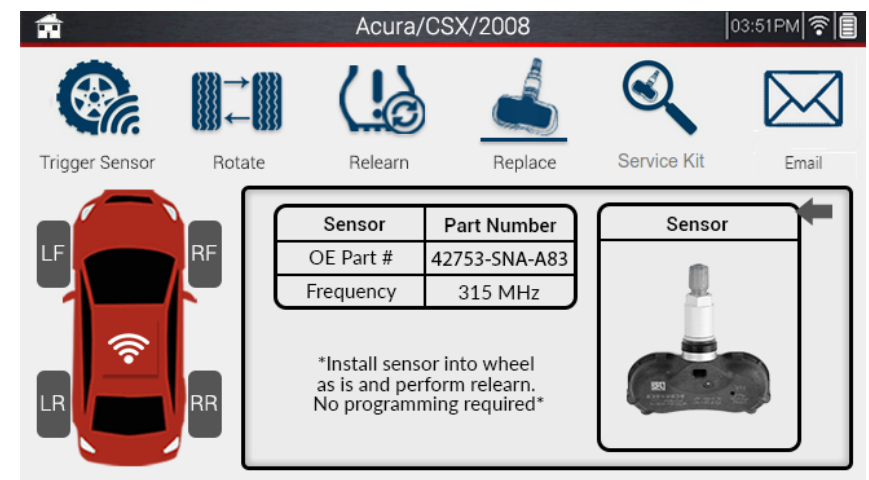 Acura/CSX/2008
03:51PM
Trigger Sensor
Rotate
Relearn
Replace
Service Kit
Email
LF
RF
LR
RR
Sensor Part Number
OE Part # 42753-SNA-A83
Frequency 315 MHz
*Install sensor into wheel
as is and perform relearn.
No programming required*
Sensor